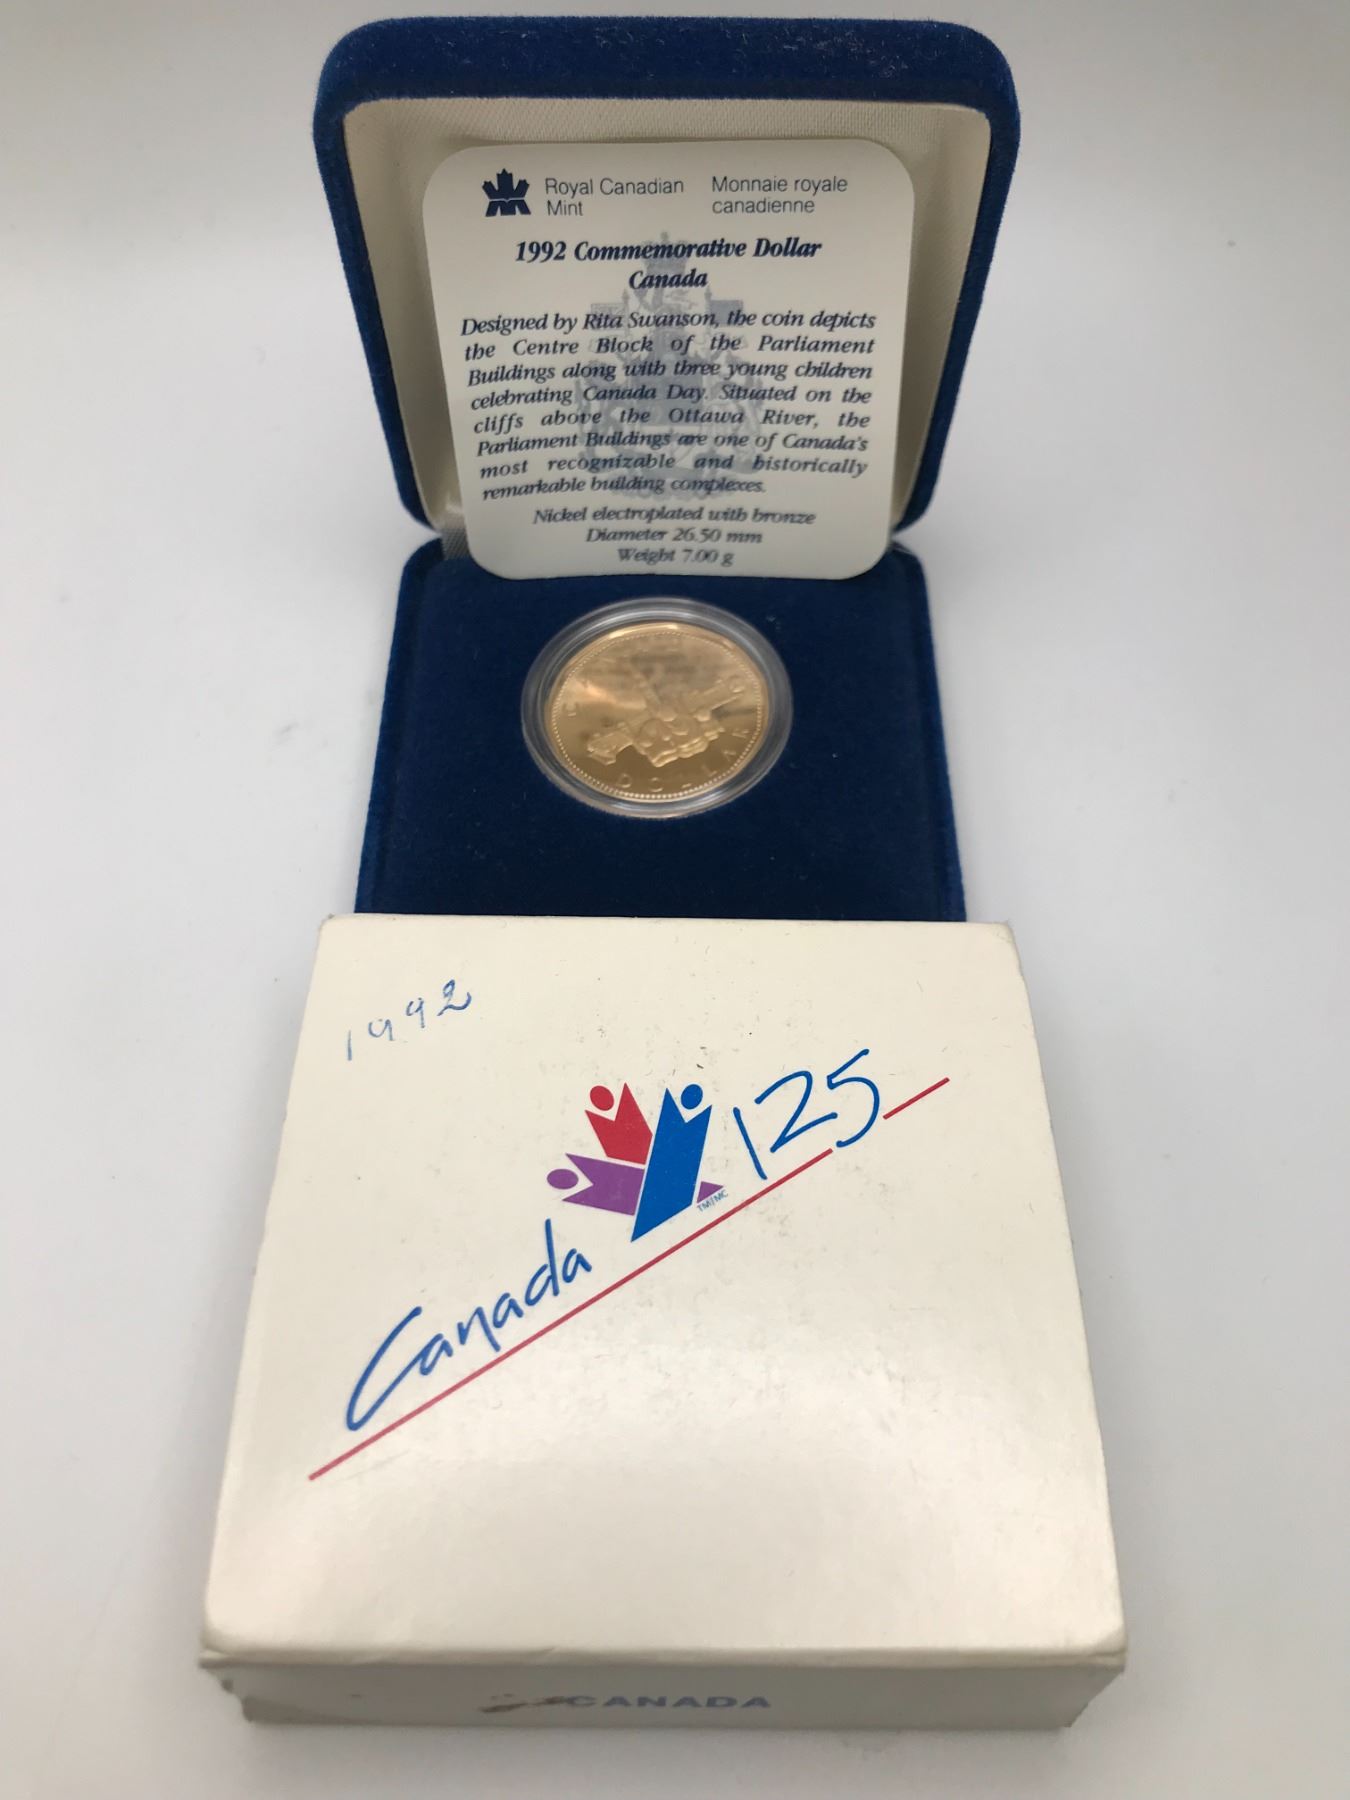 Royal Canadian Mint
Monnaie royale canadienne
1992 Commemorative Dollar
Canada
Designed by Rita Swanson, the coin depicts
the Centre Block of the Parliament
Buildings along with three young children
celebrating Canada Day. Situated on the
cliffs above the Ottawa River, the
Parliament Buildings are one of Canada's
most recognizable and historically
remarkable building complexes.
Nickel electroplated with bronze
Diameter 26.50 mm
Weight 7.00 g
DOLLAR
1992
Canada 125
TM/MC
CANADA